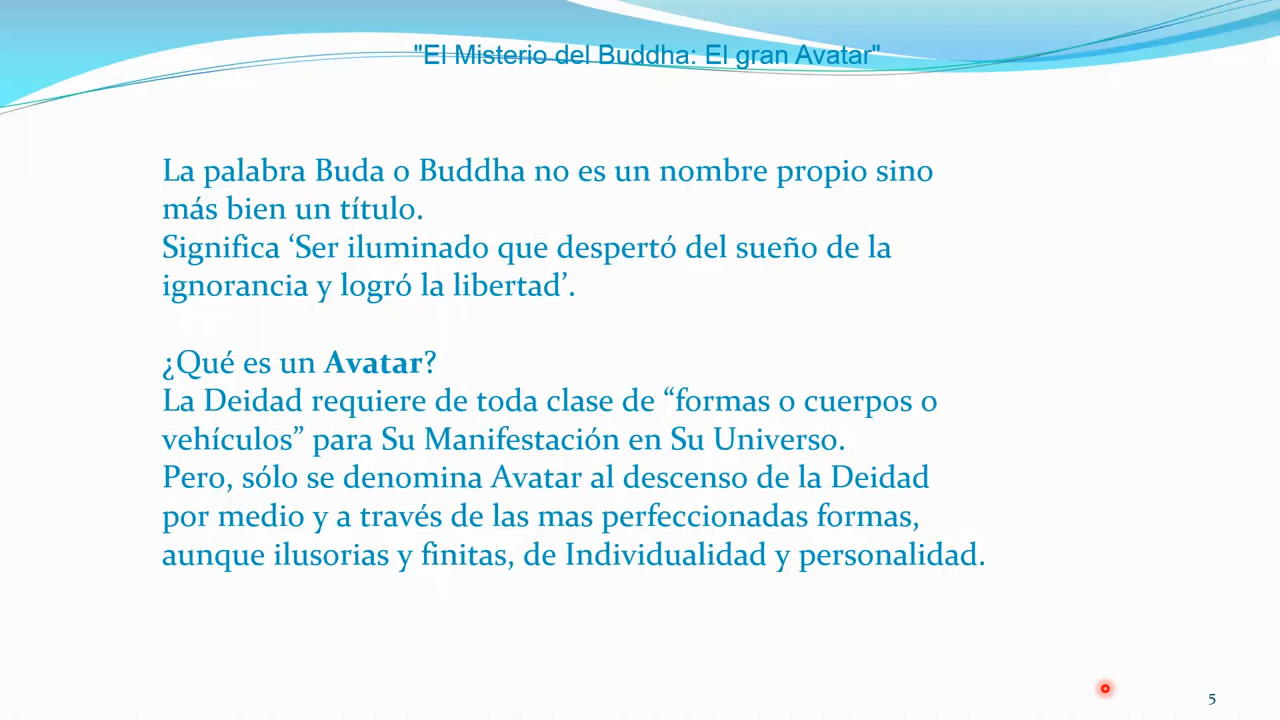 "El Misterio del Buddha: El gran Avatar"
La palabra Buda o Buddha no es un nombre propio sino
más bien un título.
Significa ‘Ser iluminado que despertó del sueño de la
ignorancia y logró la libertad’.
¿Qué es un Avatar?
La Deidad requiere de toda clase de “formas o cuerpos o
vehículos” para Su Manifestación en Su Universo.
Pero, sólo se denomina Avatar al descenso de la Deidad
por medio y a través de las mas perfeccionadas formas,
aunque ilusorias y finitas, de Individualidad y personalidad.
5